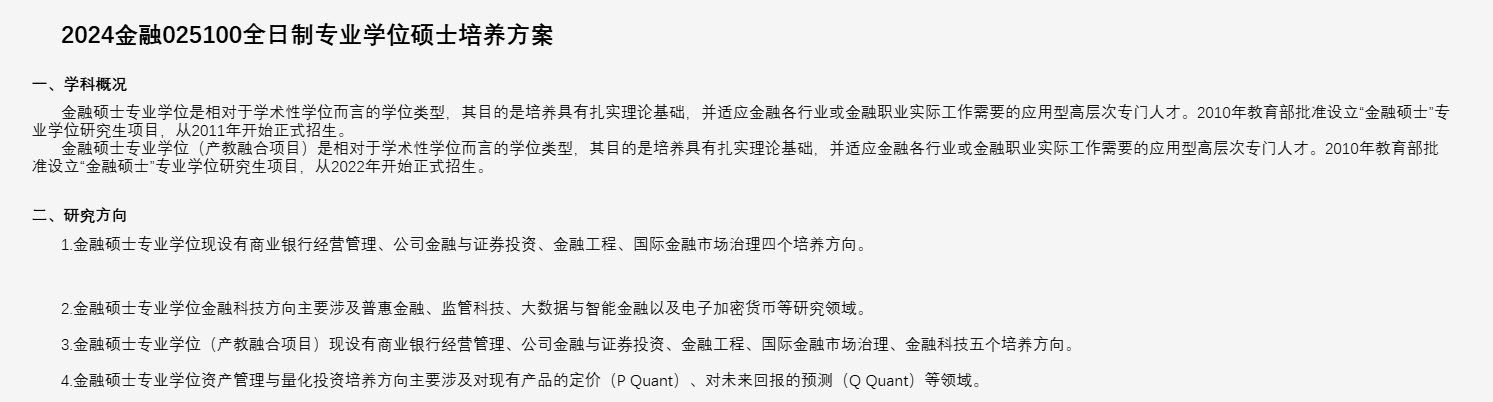 2024金融025100全日制专业学位硕士培养方案
一、学科概况
金融硕士专业学位是相对于学术性学位而言的学位类型，其目的是培养具有扎实理论基础，并适应金融各行业或金融职业实际工作需要的应用型高层次专门人才。2010年教育部批准设立“金融硕士”专
业学位研究生项目，从2011年开始正式招生。
金融硕士专业学位（产教融合项目）是相对于学术性学位而言的学位类型，其目的是培养具有扎实理论基础，并适应金融各行业或金融职业实际工作需要的应用型高层次专门人才。2010年教育部批
准设立“金融硕士”专业学位研究生项目，从2022年开始正式招生。
二、研究方向
1.金融硕士专业学位现设有商业银行经营管理、公司金融与证券投资、金融工程、国际金融市场治理四个培养方向。
2.金融硕士专业学位金融科技方向主要涉及普惠金融、监管科技、大数据与智能金融以及电子加密货币等研究领域。
3.金融硕士专业学位（产教融合项目）现设有商业银行经营管理、公司金融与证券投资、金融工程、国际金融市场治理、金融科技五个培养方向。
4.金融硕士专业学位资产管理与量化投资培养方向主要涉及对现有产品的定价（P Quant）、对未来回报的预测（Q Quant）等领域。